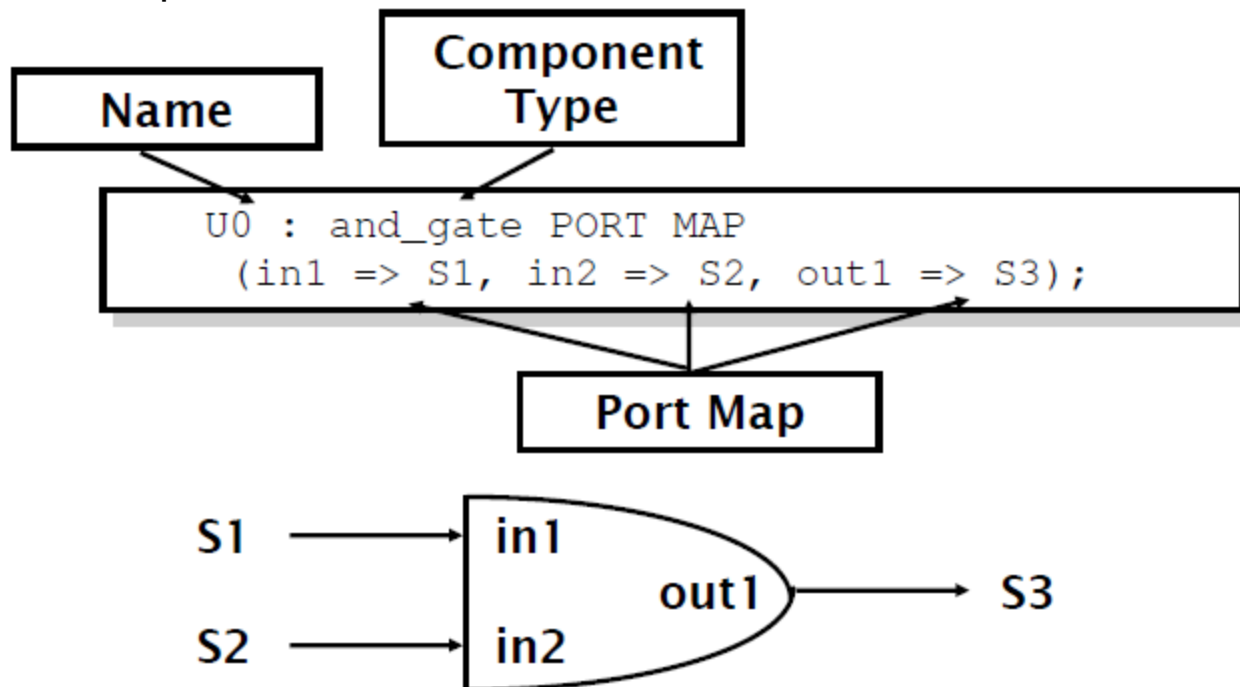 Component
Type
Name
U0 : and_gate PORT MAP
(in1 => S1, in2 => S2, out1 => S3);
Port Map
S1
in1
out1
S3
S2
in2